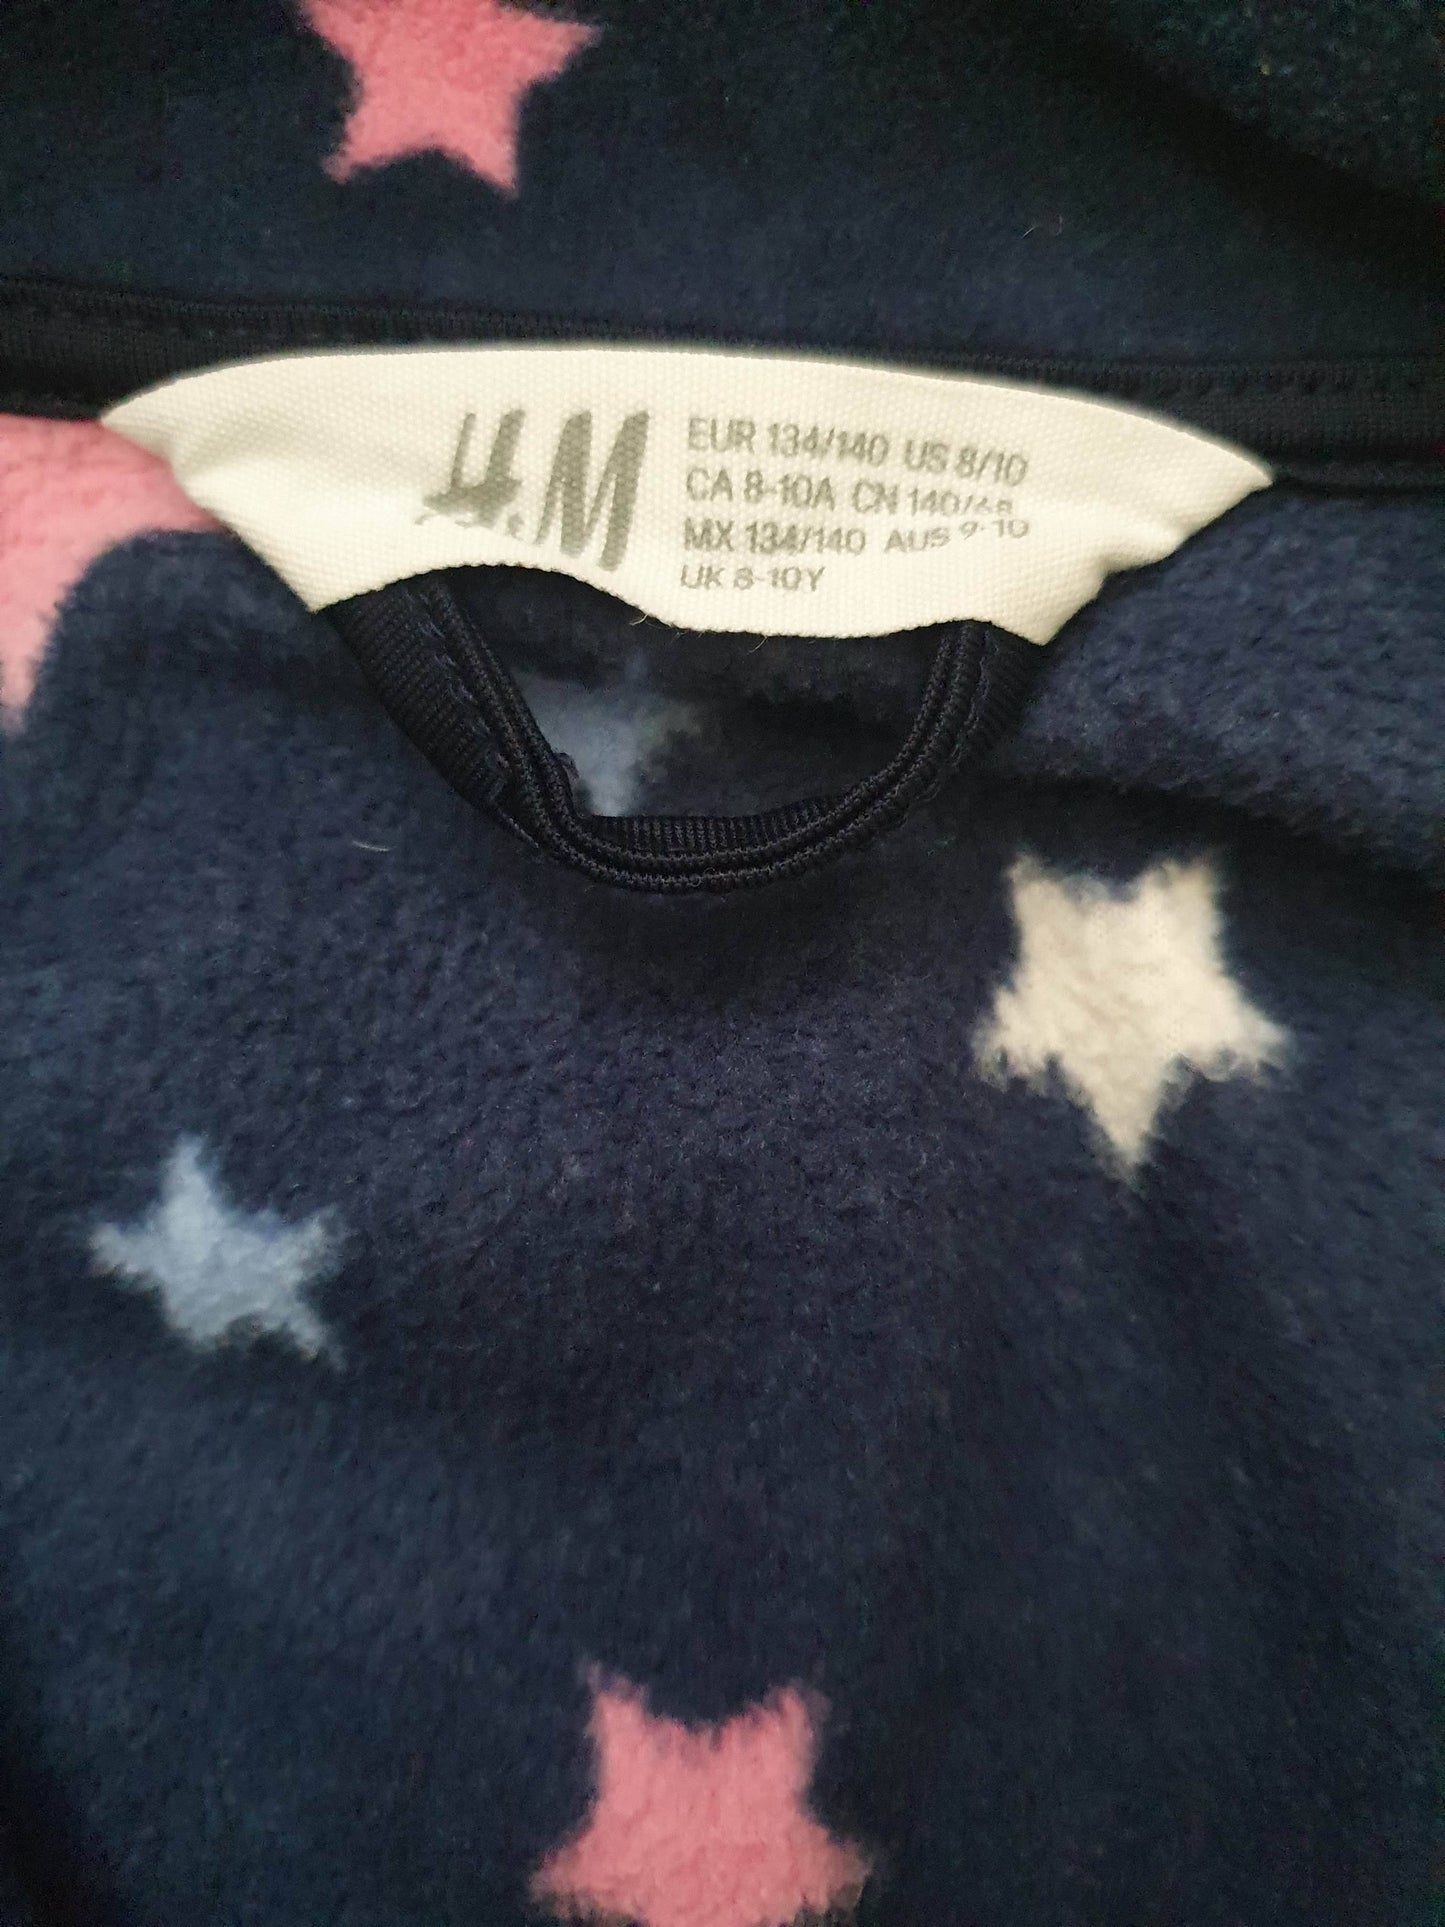 H&M
EUR 134/140 US 8/10
CA 8-10A CN 140/68
MX 134/140 AUS 9-10
UK 8-10Y